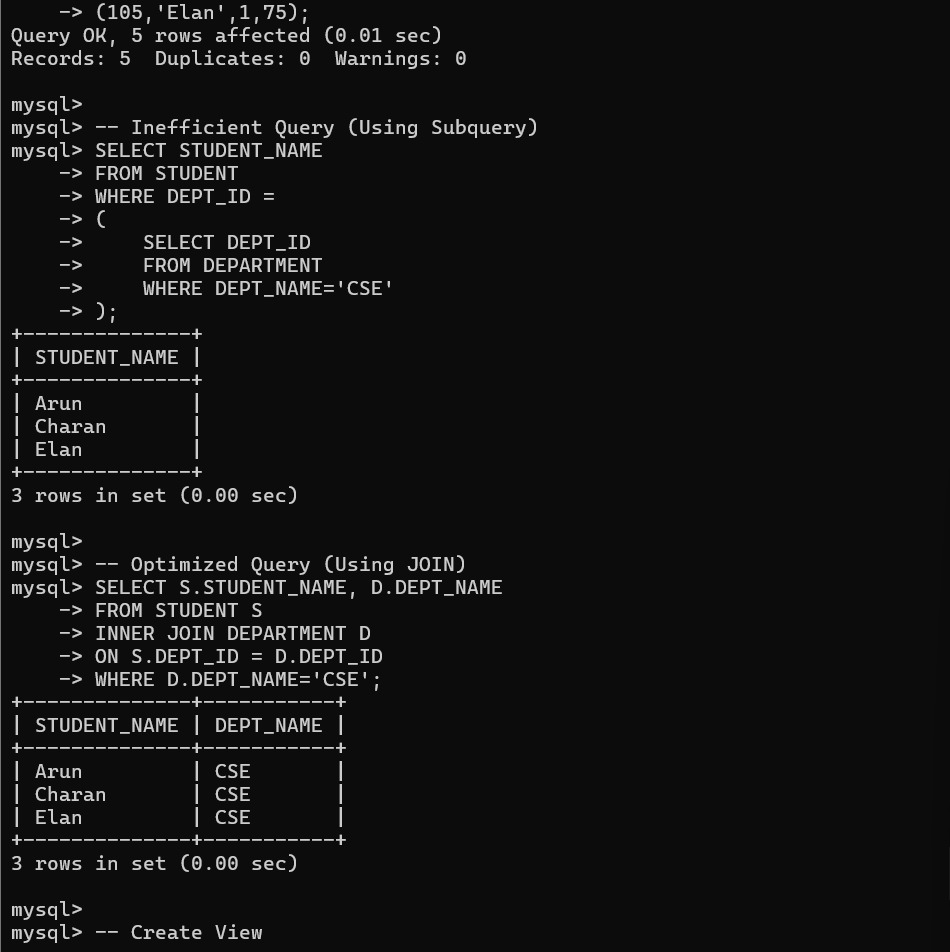 -> (105,'Elan',1,75);
Query OK, 5 rows affected (0.01 sec)
Records: 5  Duplicates: 0  Warnings: 0

mysql>
mysql> -- Inefficient Query (Using Subquery)
mysql> SELECT STUDENT_NAME
    -> FROM STUDENT
    -> WHERE DEPT_ID =
    -> (
    ->     SELECT DEPT_ID
    ->     FROM DEPARTMENT
    ->     WHERE DEPT_NAME='CSE'
    -> );
+--------------+
| STUDENT_NAME |
+--------------+
| Arun         |
| Charan       |
| Elan         |
+--------------+
3 rows in set (0.00 sec)

mysql>
mysql> -- Optimized Query (Using JOIN)
mysql> SELECT S.STUDENT_NAME, D.DEPT_NAME
    -> FROM STUDENT S
    -> INNER JOIN DEPARTMENT D
    -> ON S.DEPT_ID = D.DEPT_ID
    -> WHERE D.DEPT_NAME='CSE';
+--------------+-----------+
| STUDENT_NAME | DEPT_NAME |
+--------------+-----------+
| Arun         | CSE       |
| Charan       | CSE       |
| Elan         | CSE       |
+--------------+-----------+
3 rows in set (0.00 sec)

mysql>
mysql> -- Create View